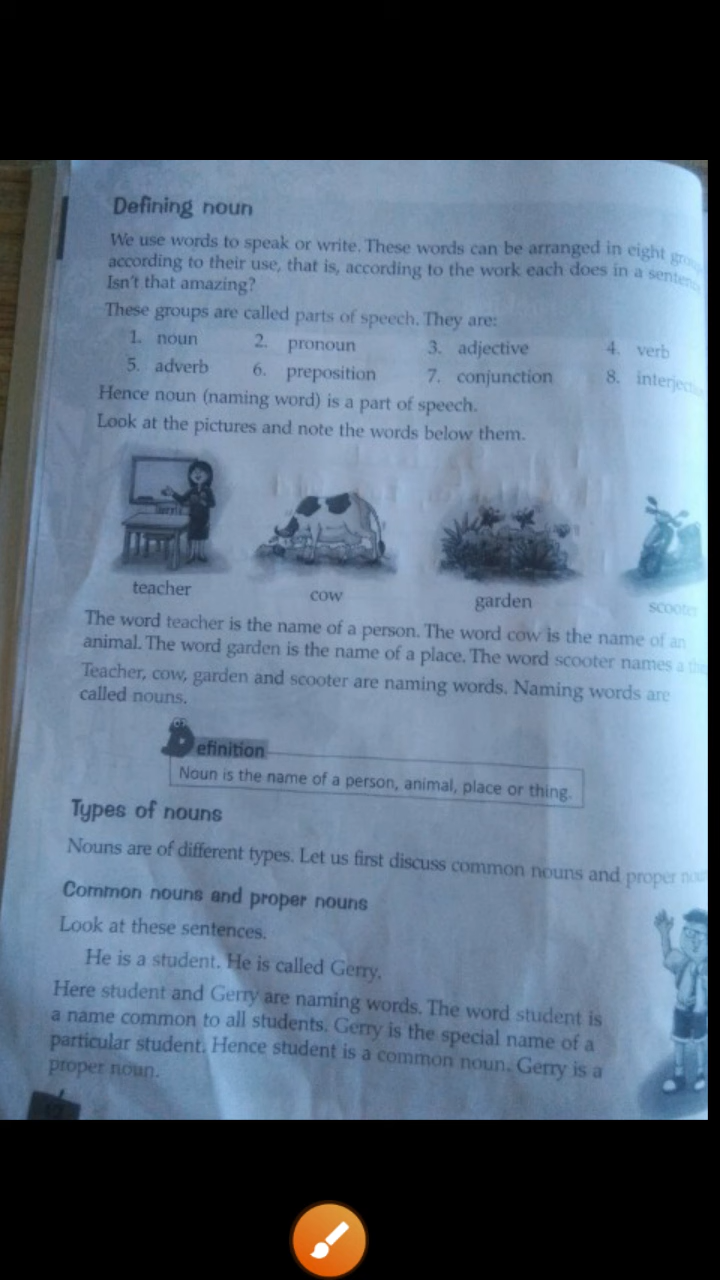 Defining noun
We use words to speak or write. These words can be arranged in eight
according to their use, that is, according to the work each does in a
Isn't that amazing?
These groups are called parts of speech. They are:
1. noun 2. pronoun 3. adjective 4. verb
5. adverb 6. preposition 7. conjunction 8.
Hence noun (naming word) is a part of speech.
Look at the pictures and note the words below them.
teacher cow garden scooter
The word teacher is the name of a person. The word cow is the name of an
animal. The word garden is the name of a place. The word scooter names a
Teacher, cow, garden and scooter are naming words. Naming words are
called nouns.
Definition
Noun is the name of a person, animal, place or thing.
Types of nouns
Nouns are of different types. Let us first discuss common nouns and proper
Common nouns and proper nouns
Look at these sentences.
He is a student. He is called Gerry.
Here student and Gerry are naming words. The word student is
a name common to all students. Gerry is the special name of a
particular student. Hence student is a common noun. Gerry is a
proper noun.